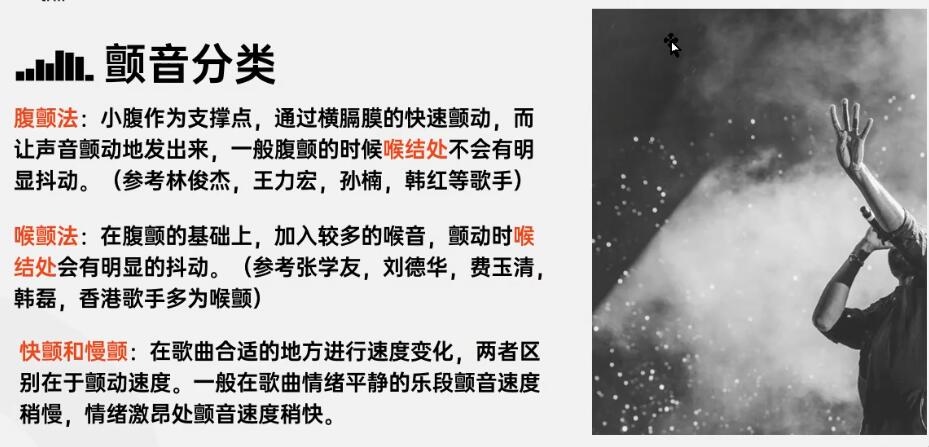 颤音分类
腹颤法：小腹作为支撑点，通过横膈膜的快速颤动，而
让声音颤动地发出来，一般腹颤的时候喉结处不会有明
显抖动。（参考林俊杰，王力宏，孙楠，韩红等歌手）
喉颤法：在腹颤的基础上，加入较多的喉音，颤动时喉
结处会有明显的抖动。（参考张学友，刘德华，费玉清，
韩磊，香港歌手多为喉颤）
快颤和慢颤：在歌曲合适的地方进行速度变化，两者区
别在于颤动速度。一般在歌曲情绪平静的乐段颤音速度
稍慢，情绪激昂处颤音速度稍快。